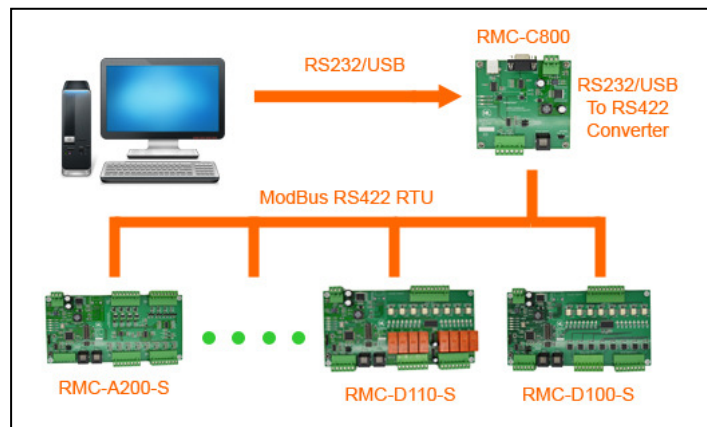 RMC-C800
RS232/USB
RS232/USB
To RS422
Converter
ModBus RS422 RTU
RMC-A200-S
RMC-D110-S
RMC-D100-S